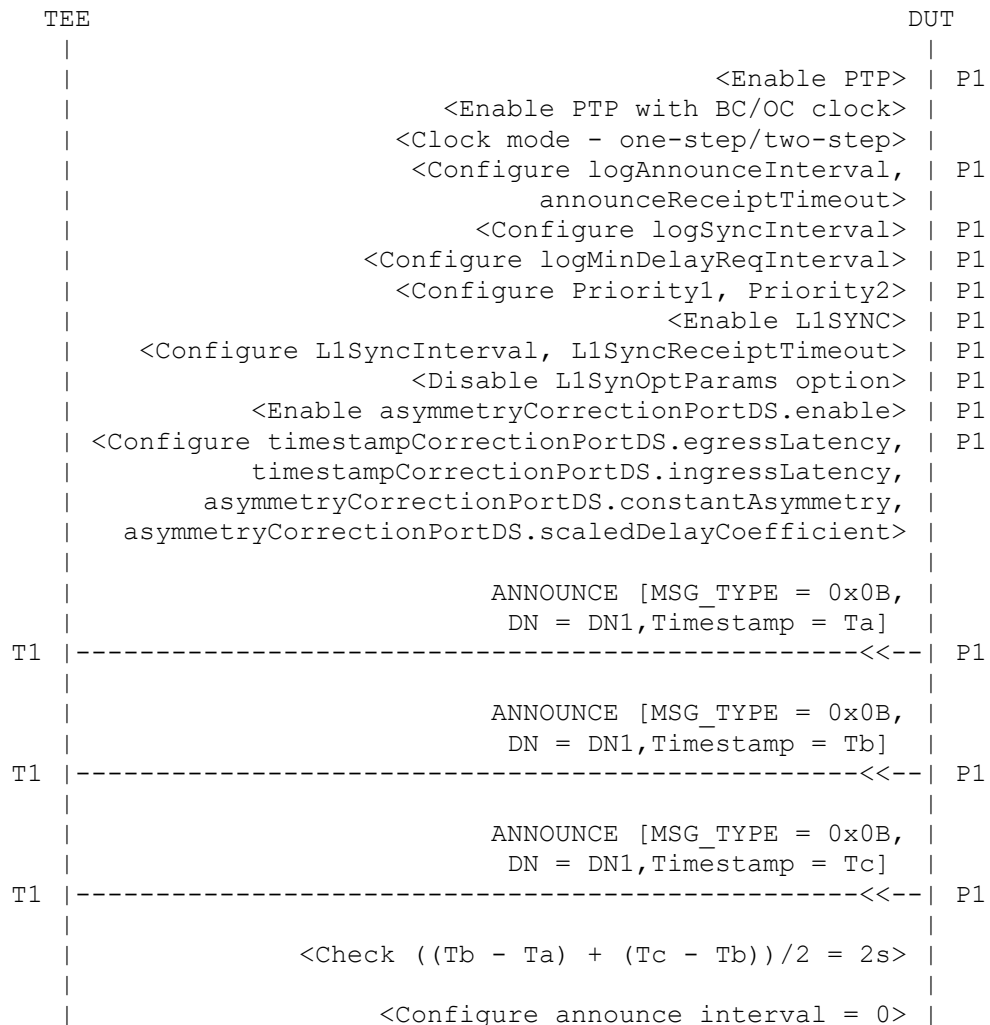 TEE DUT
| |
| <Enable PTP> | P1
| <Enable PTP with BC/OC clock> |
| <Clock mode - one-step/two-step> |
| <Configure logAnnounceInterval, | P1
| announceReceiptTimeout> |
| <Configure logSyncInterval> | P1
| <Configure logMinDelayReqInterval> | P1
| <Configure Priority1, Priority2> | P1
| <Enable L1SYNC> | P1
| <Configure L1SyncInterval, L1SyncReceiptTimeout> | P1
| <Disable L1SynOptParams option> | P1
| <Enable asymmetryCorrectionPortDS.enable> | P1
| <Configure timestampCorrectionPortDS.egressLatency, | P1
| timestampCorrectionPortDS.ingressLatency, |
| asymmetryCorrectionPortDS.constantAsymmetry, |
| asymmetryCorrectionPortDS.scaledDelayCoefficient> |
| |
| ANNOUNCE [MSG_TYPE = 0x0B, |
| DN = DN1,Timestamp = Ta] |
T1 |---------------------------------------------------<<--| P1
| |
| ANNOUNCE [MSG_TYPE = 0x0B, |
| DN = DN1,Timestamp = Tb] |
T1 |---------------------------------------------------<<--| P1
| |
| ANNOUNCE [MSG_TYPE = 0x0B, |
| DN = DN1,Timestamp = Tc] |
T1 |---------------------------------------------------<<--| P1
| |
| <Check ((Tb - Ta) + (Tc - Tb))/2 = 2s> |
| |
| <Configure announce interval = 0> |